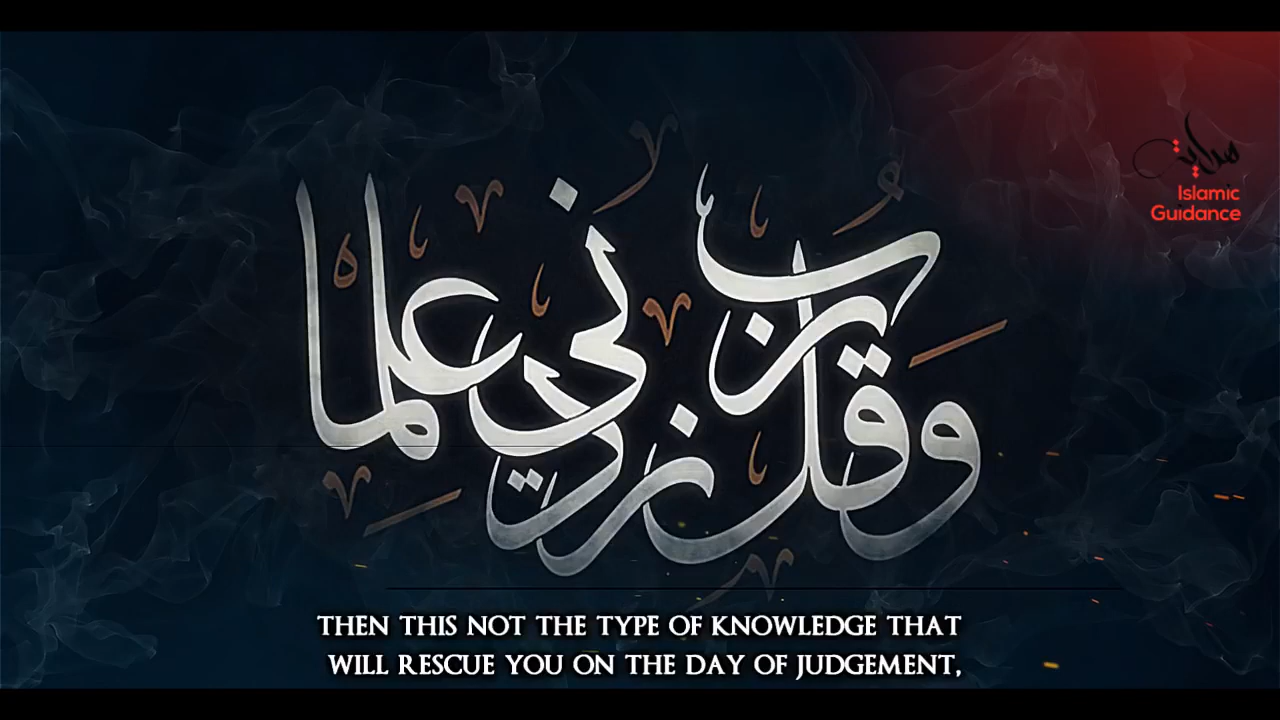 هداية
Islamic
Guidance
وقل رب زدني علما
THEN THIS NOT THE TYPE OF KNOWLEDGE THAT
WILL RESCUE YOU ON THE DAY OF JUDGEMENT,